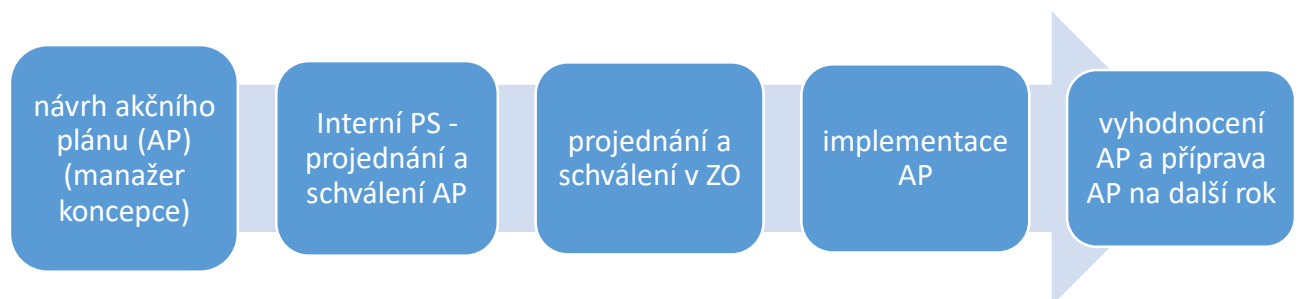 návrh akčního
plánu (AP)
(manažer
koncepce)
Interní PS -
projednání a
schválení AP
projednání a
schválení v ZO
implementace
AP
vyhodnocení
AP a příprava
AP na další rok